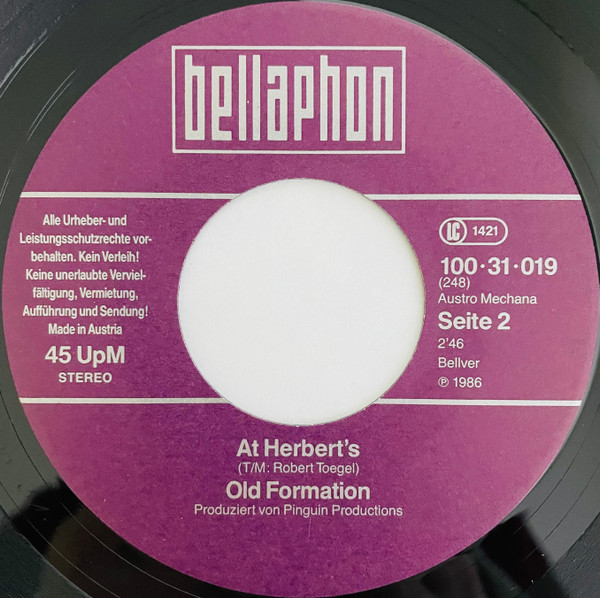 bellaphon
Alle Urheber- und
Leistungsschutzrechte vor-
behalten. Kein Verleih!
Keine unerlaubte Verviel-
fältigung, Vermietung,
Aufführung und Sendung!
Made in Austria
45 UpM
STEREO
LC 1421
100·31·019
(248)
Austro Mechana
Seite 2
2'46
Bellver
℗ 1986
At Herbert's
(T/M: Robert Toegel)
Old Formation
Produziert von Pinguin Productions